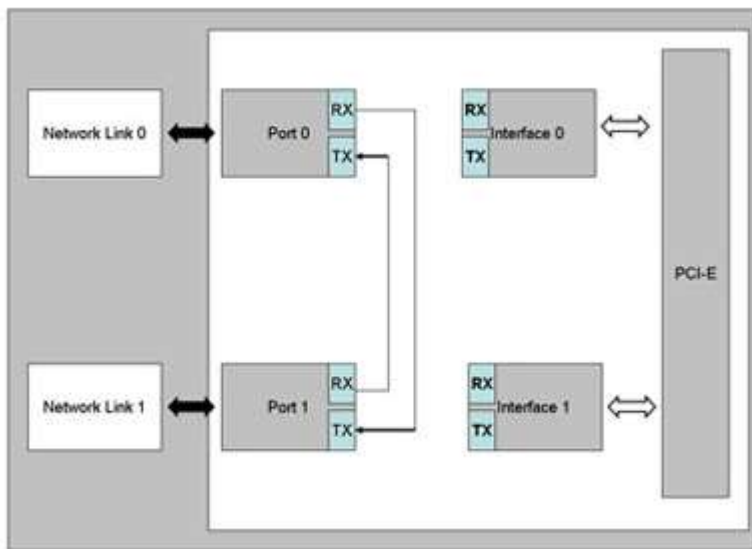 Network Link 0
Port 0
RX
TX
RX
TX
Interface 0
PCI-E
Network Link 1
Port 1
RX
TX
RX
TX
Interface 1